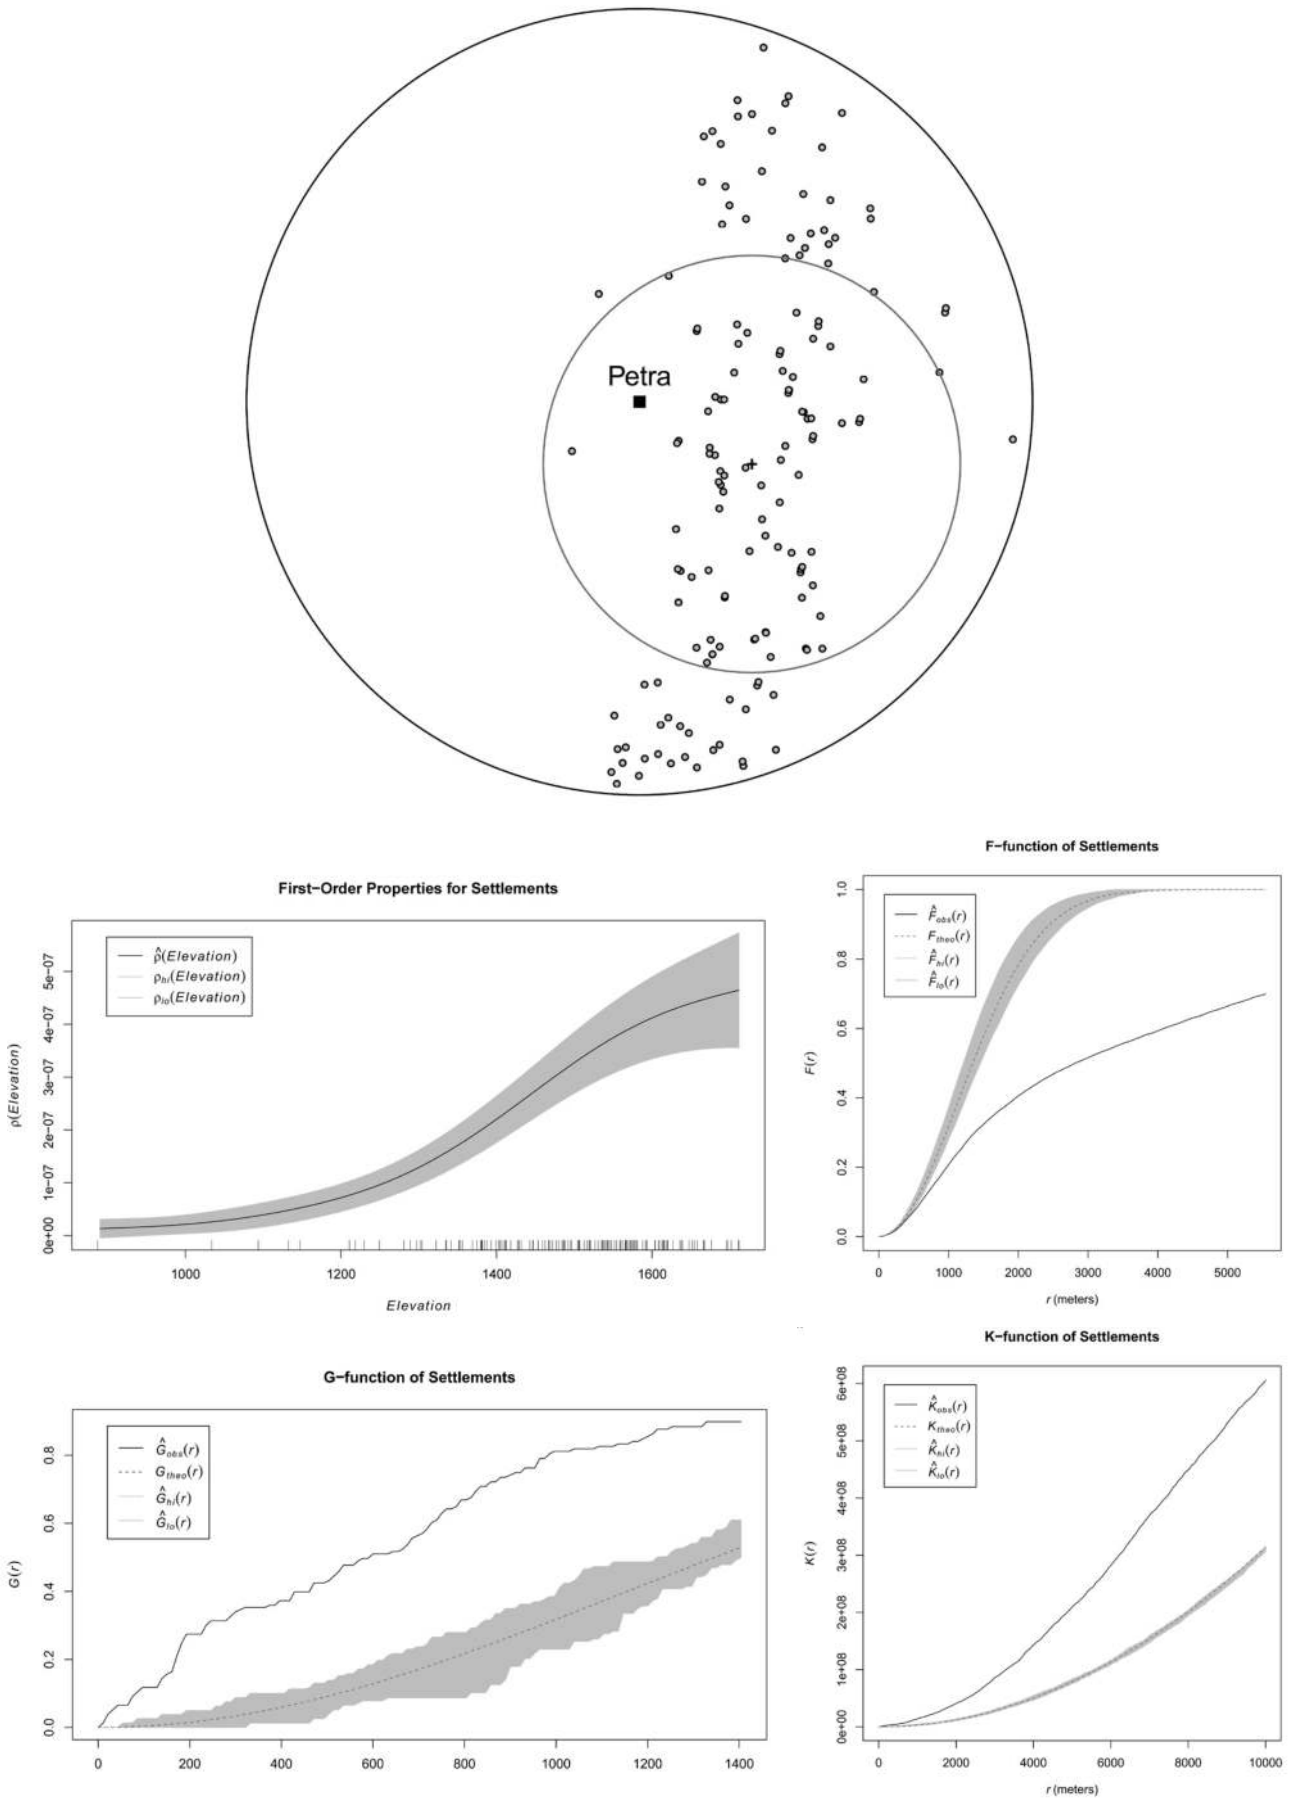 Petra
First-Order Properties for Settlements
ρ̂(Elevation)
ρhi(Elevation)
ρlo(Elevation)
ρ(Elevation)
0e+00 1e-07 2e-07 3e-07 4e-07 5e-07
1000 1200 1400 1600
Elevation
F-function of Settlements
F̂obs(r)
Ftheo(r)
F̂hi(r)
F̂lo(r)
F(r)
0.0 0.2 0.4 0.6 0.8 1.0
0 1000 2000 3000 4000 5000
r (meters)
G-function of Settlements
Ĝobs(r)
Gtheo(r)
Ĝhi(r)
Ĝlo(r)
G(r)
0.0 0.2 0.4 0.6 0.8
0 200 400 600 800 1000 1200 1400
K-function of Settlements
K̂obs(r)
Ktheo(r)
K̂hi(r)
K̂lo(r)
K(r)
0e+00 1e+08 2e+08 3e+08 4e+08 5e+08 6e+08
0 2000 4000 6000 8000 10000
r (meters)